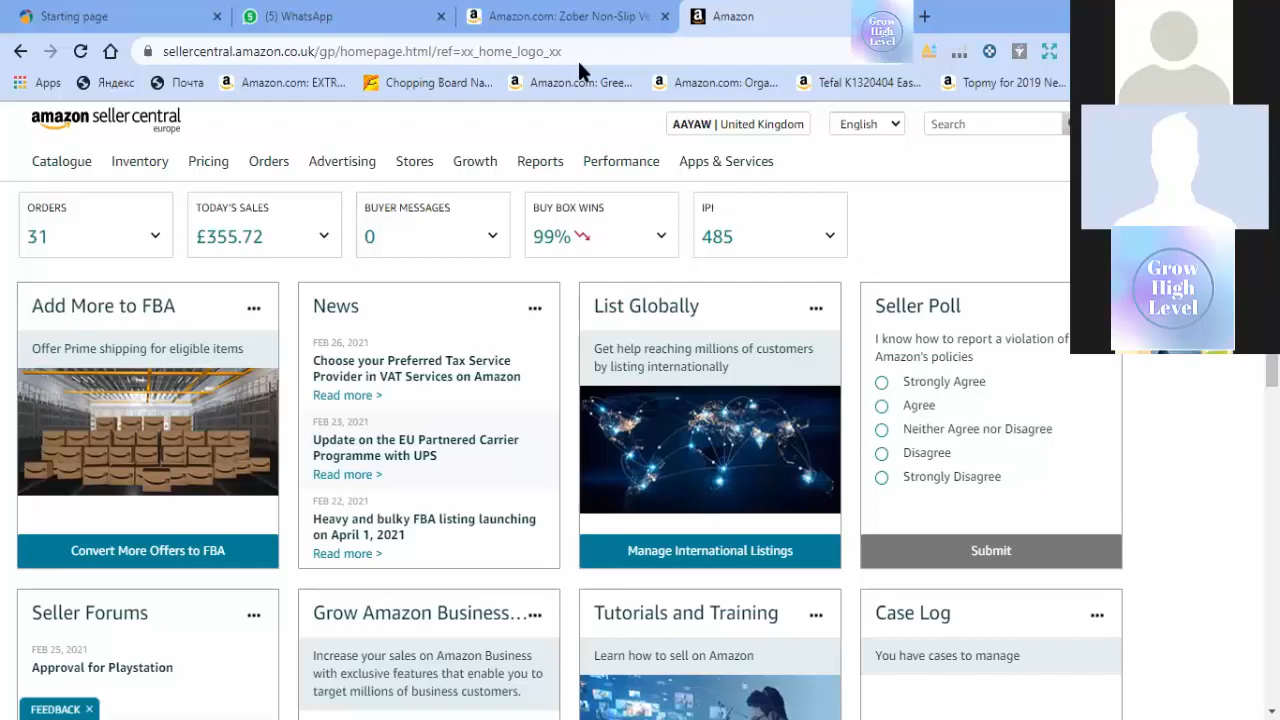 Starting page
(5) WhatsApp
Amazon.com: Zober Non-Slip Ve
Amazon
sellercentral.amazon.co.uk/gp/homepage.html/ref=xx_home_logo_xx
Grow
High
Level
Apps
Яндекс
Почта
Amazon.com: EXTR...
Chopping Board Na...
Amazon.com: Gree...
Amazon.com: Orga...
Tefal K1320404 Eas...
Topmy for 2019 Ne...
amazon seller central
europe
AAYAW | United Kingdom
English
Search
Catalogue
Inventory
Pricing
Orders
Advertising
Stores
Growth
Reports
Performance
Apps & Services
ORDERS
31
TODAY'S SALES
£355.72
BUYER MESSAGES
0
BUY BOX WINS
99%
IPI
485
Grow
High
Level
Add More to FBA
Offer Prime shipping for eligible items
Convert More Offers to FBA
News
FEB 26, 2021
Choose your Preferred Tax Service
Provider in VAT Services on Amazon
Read more >
FEB 23, 2021
Update on the EU Partnered Carrier
Programme with UPS
Read more >
FEB 22, 2021
Heavy and bulky FBA listing launching
on April 1, 2021
Read more >
List Globally
Get help reaching millions of customers
by listing internationally
Manage International Listings
Seller Poll
I know how to report a violation of
Amazon's policies
Strongly Agree
Agree
Neither Agree nor Disagree
Disagree
Strongly Disagree
Submit
Seller Forums
FEB 25, 2021
Approval for Playstation
FEEDBACK ×
Grow Amazon Business...
Increase your sales on Amazon Business
with exclusive features that enable you to
target millions of business customers.
Tutorials and Training
Learn how to sell on Amazon
Case Log
You have cases to manage